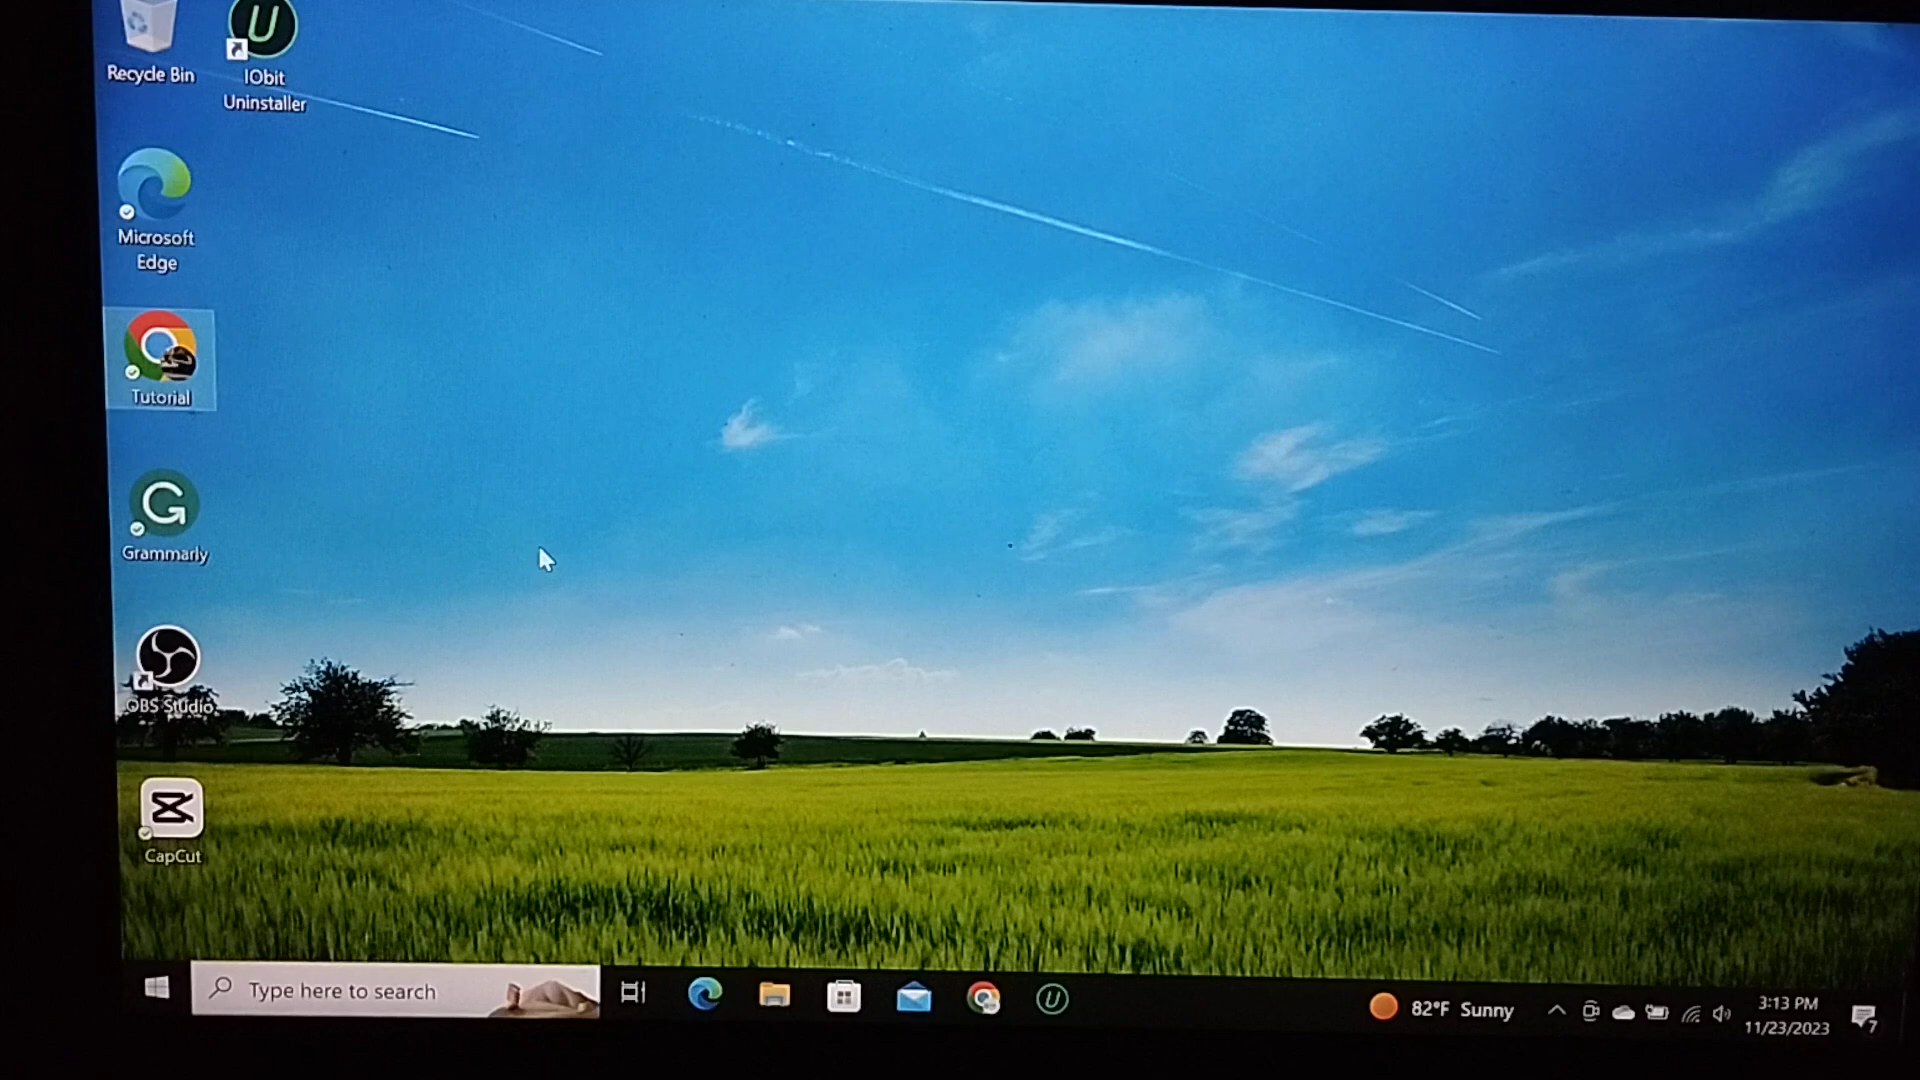 Recycle Bin
IObit
Uninstaller
Microsoft
Edge
Tutorial
G
Grammarly
OBS Studio
CapCut
Type here to search
U
U
82°F Sunny
3:13 PM
11/23/2023
7